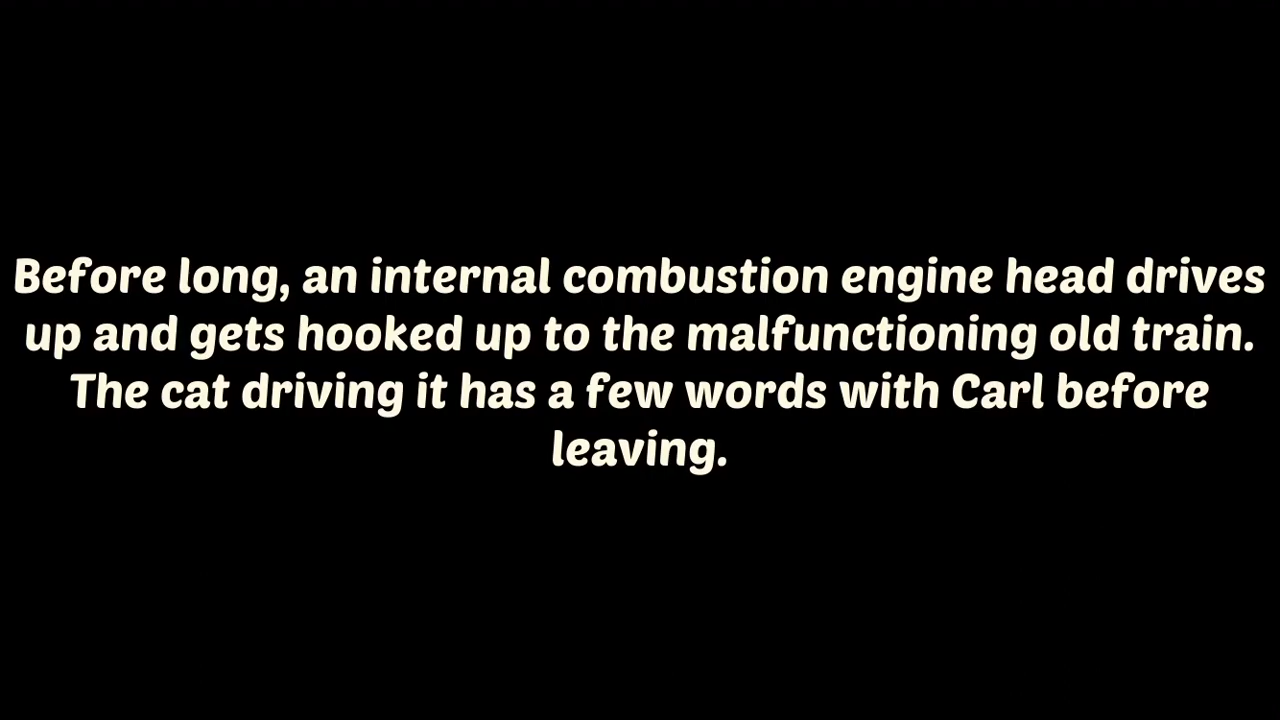 Before long, an internal combustion engine head drives
up and gets hooked up to the malfunctioning old train.
The cat driving it has a few words with Carl before
leaving.